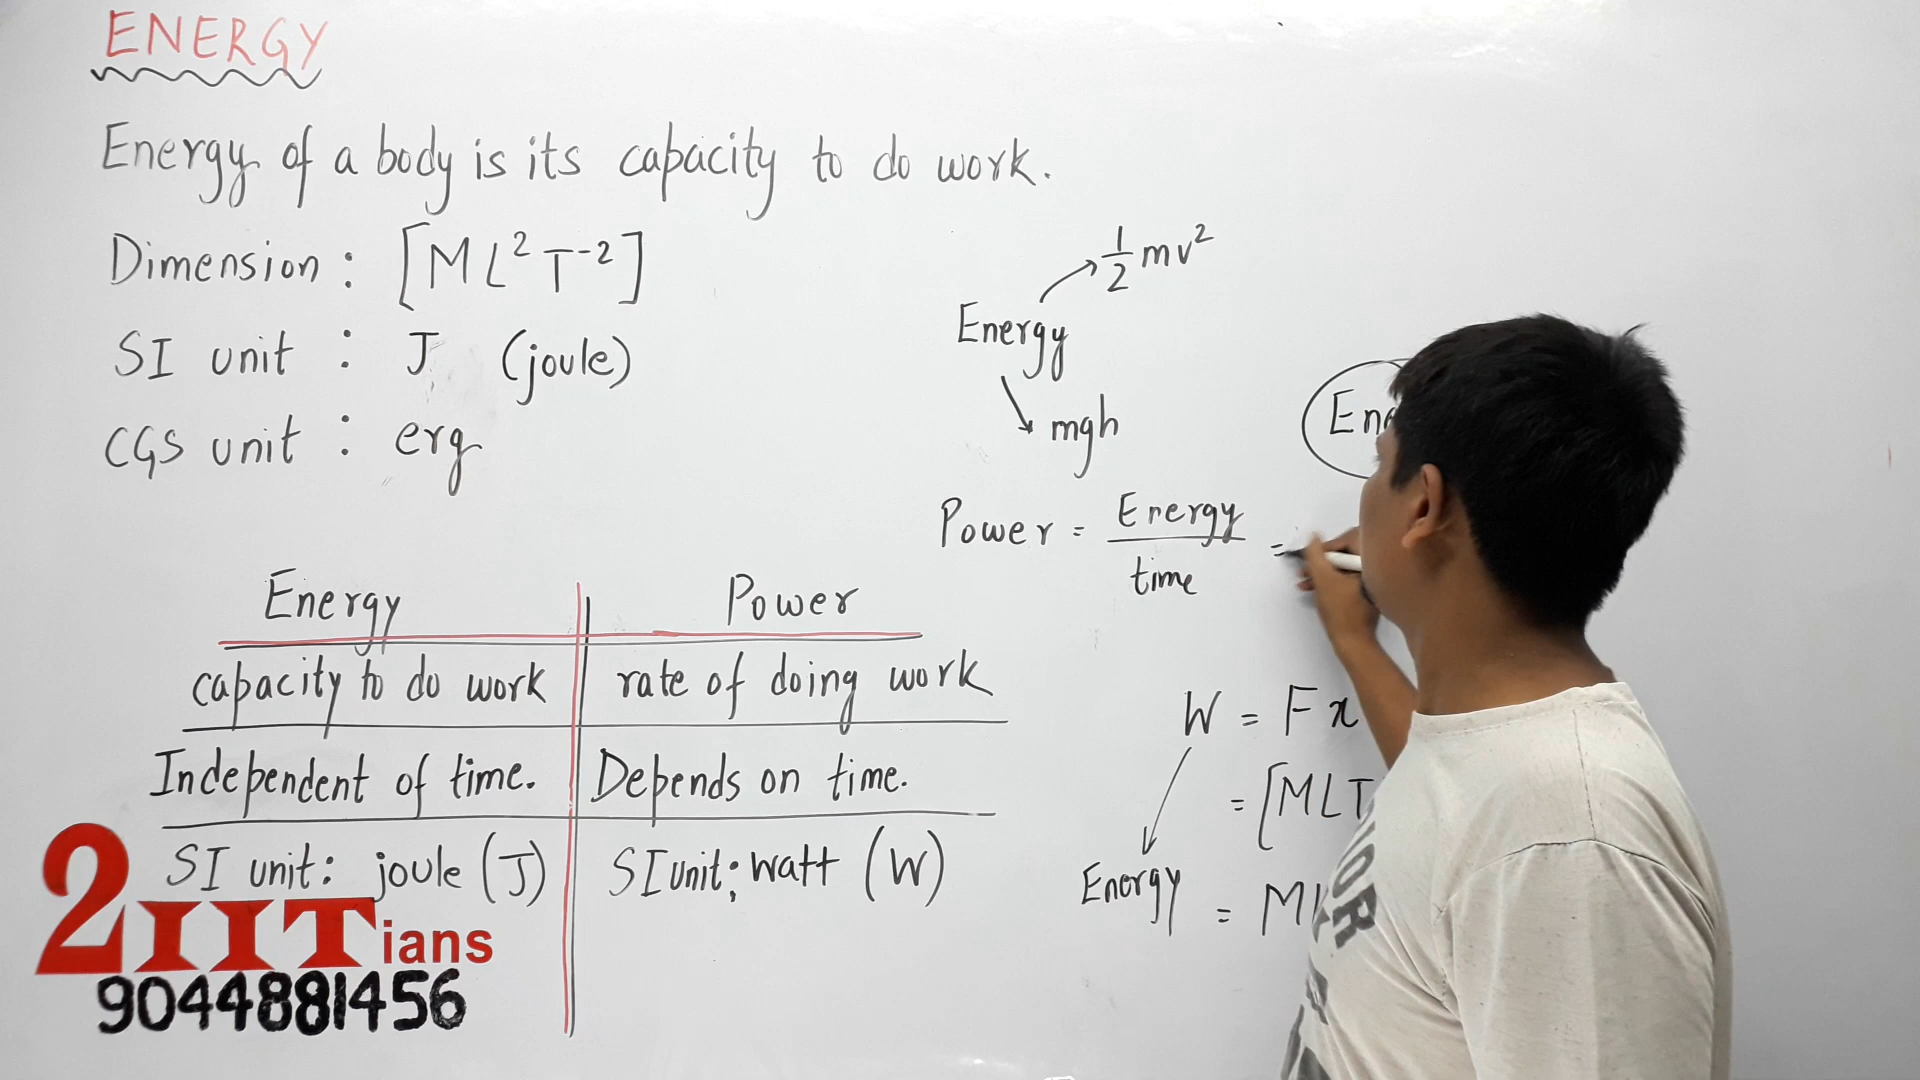 ENERGY
Energy of a body is its capacity to do work.
Dimension : [ML²T⁻²]
SI unit : J (joule)
CGS unit : erg
Energy
½mv²
mgh
Power = Energy/time =
Energy | Power
capacity to do work | rate of doing work
Independent of time. | Depends on time.
SI unit: joule (J) | SI unit: watt (W)
W = F x
= [MLT
Energy = M
2IITians
9044881456